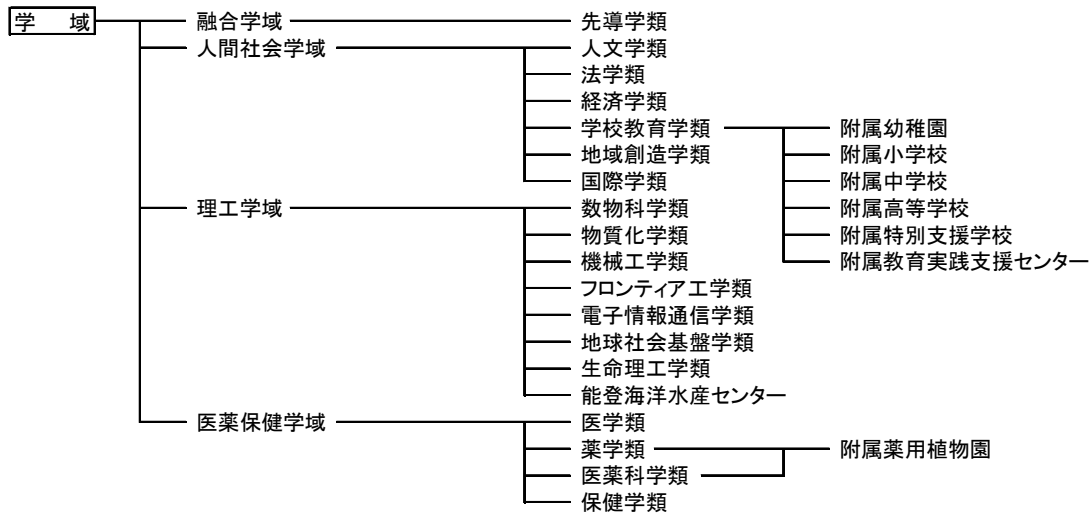 学　域
融合学域 先導学類
人間社会学域 人文学類
法学類
経済学類
学校教育学類 附属幼稚園
地域創造学類 附属小学校
国際学類 附属中学校
理工学域 数物科学類 附属高等学校
物質化学類 附属特別支援学校
機械工学類 附属教育実践支援センター
フロンティア工学類
電子情報通信学類
地球社会基盤学類
生命理工学類
能登海洋水産センター
医薬保健学域 医学類
薬学類 附属薬用植物園
医薬科学類
保健学類